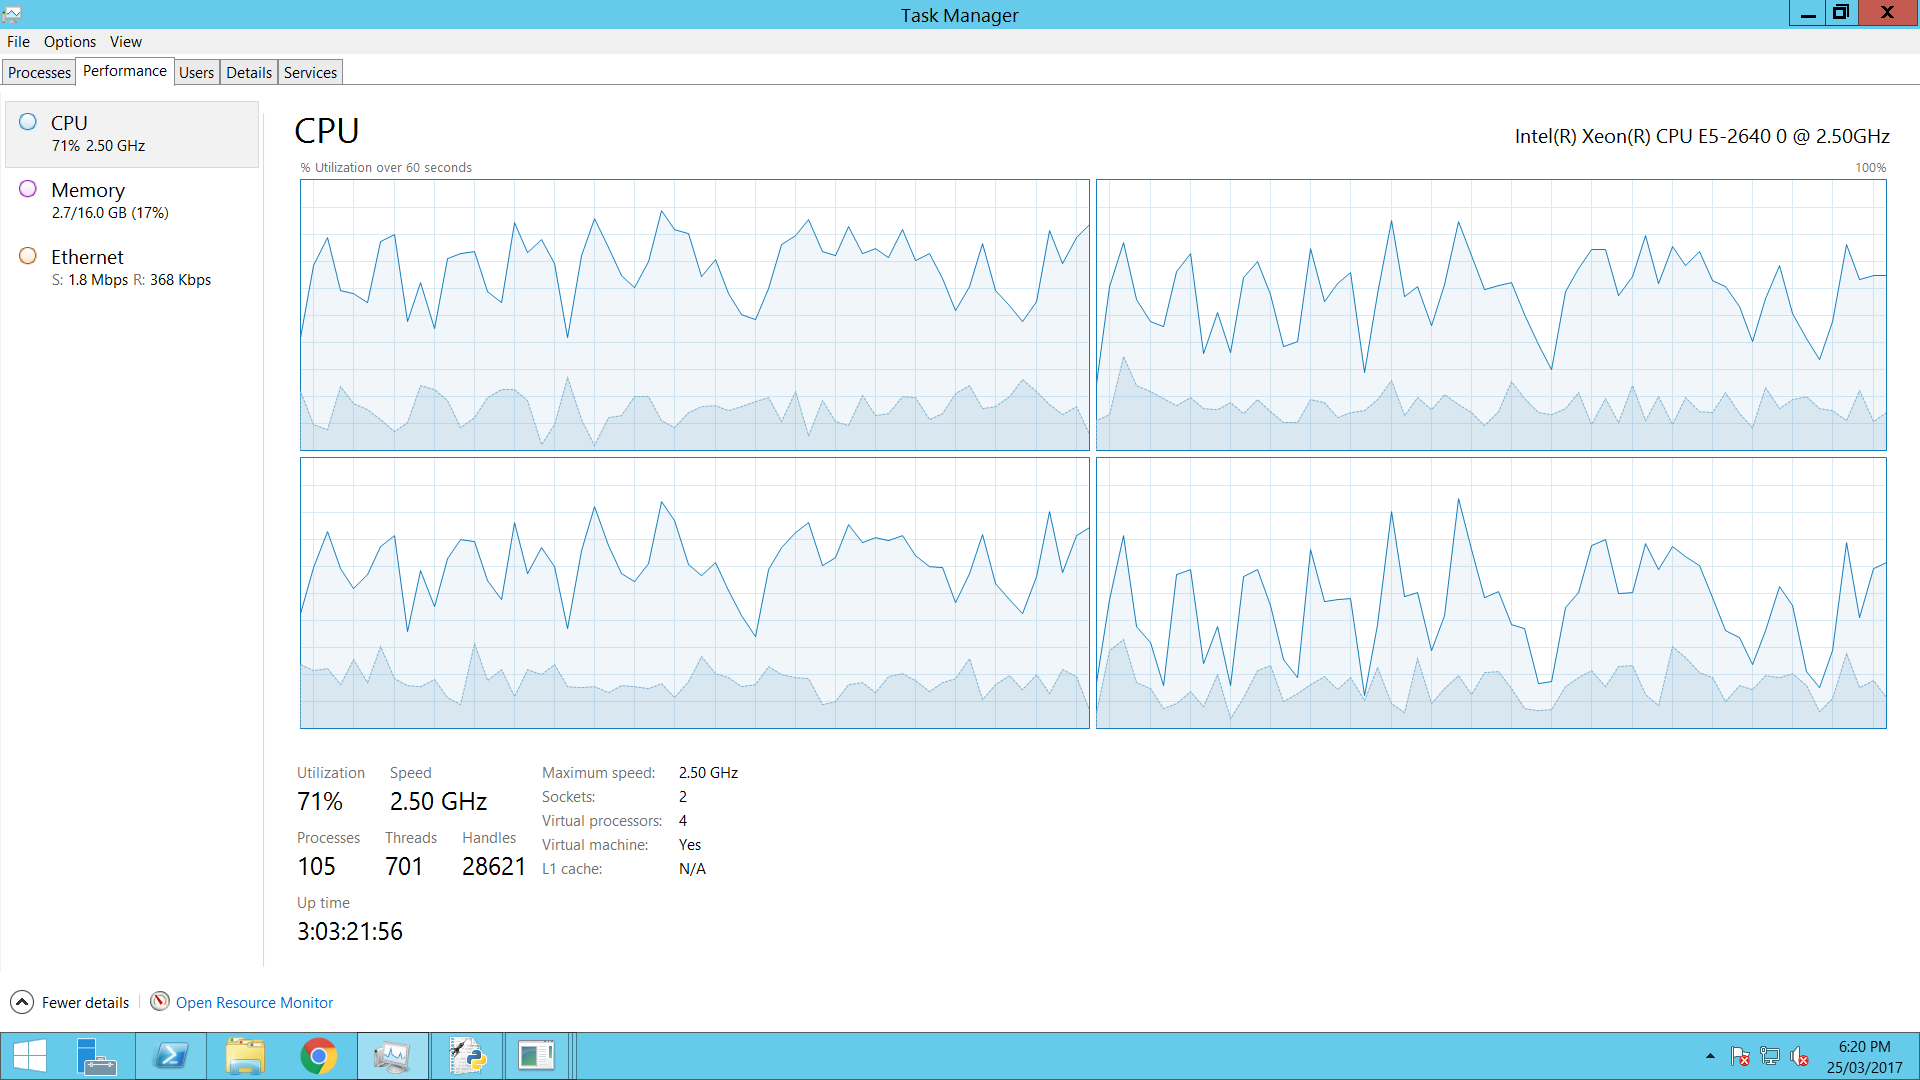 Task Manager
File Options View
Processes Performance Users Details Services
CPU
71% 2.50 GHz
Memory
2.7/16.0 GB (17%)
Ethernet
S: 1.8 Mbps R: 368 Kbps
CPU
Intel(R) Xeon(R) CPU E5-2640 0 @ 2.50GHz
% Utilization over 60 seconds
100%
Utilization Speed
71% 2.50 GHz
Processes Threads Handles
105 701 28621
Up time
3:03:21:56
Maximum speed: 2.50 GHz
Sockets: 2
Virtual processors: 4
Virtual machine: Yes
L1 cache: N/A
Fewer details Open Resource Monitor
6:20 PM
25/03/2017